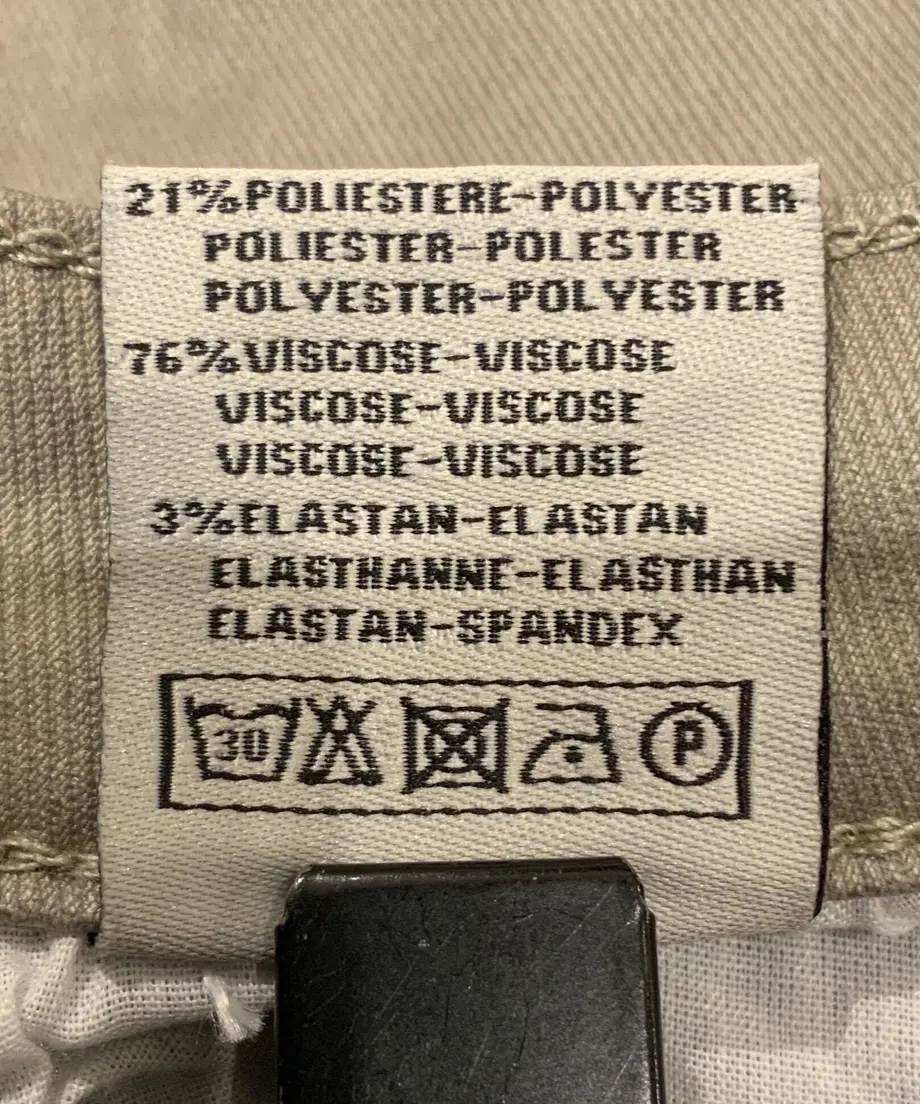 21%POLIESTERE-POLYESTER
POLIESTER-POLESTER
POLYESTER-POLYESTER
76%VISCOSE-VISCOSE
VISCOSE-VISCOSE
VISCOSE-VISCOSE
3%ELASTAN-ELASTAN
ELASTHANNE-ELASTHAN
ELASTAN-SPANDEX
30 P